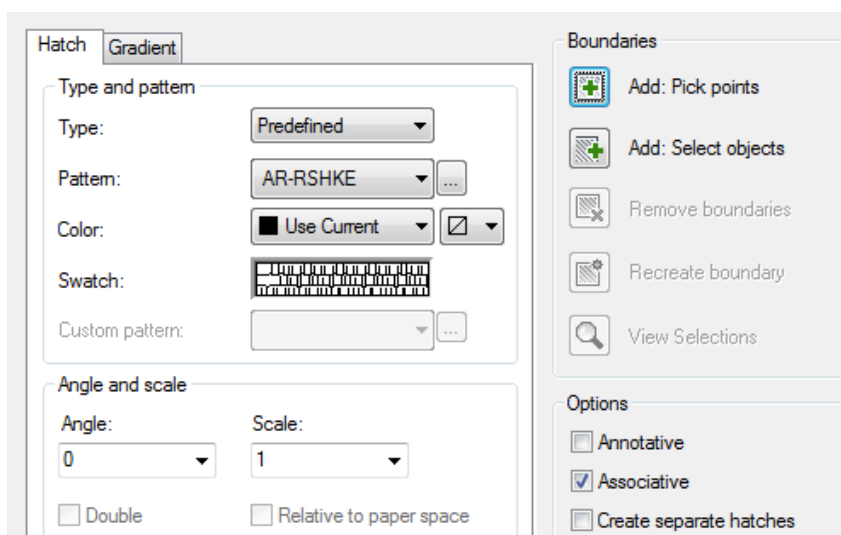 Hatch
Gradient
Type and pattern
Type:
Predefined
Pattern:
AR-RSHKE
...
Color:
Use Current
Swatch:
Custom pattern:
...
Angle and scale
Angle:
Scale:
0
1
Double
Relative to paper space
Boundaries
Add: Pick points
Add: Select objects
Remove boundaries
Recreate boundary
View Selections
Options
Annotative
Associative
Create separate hatches